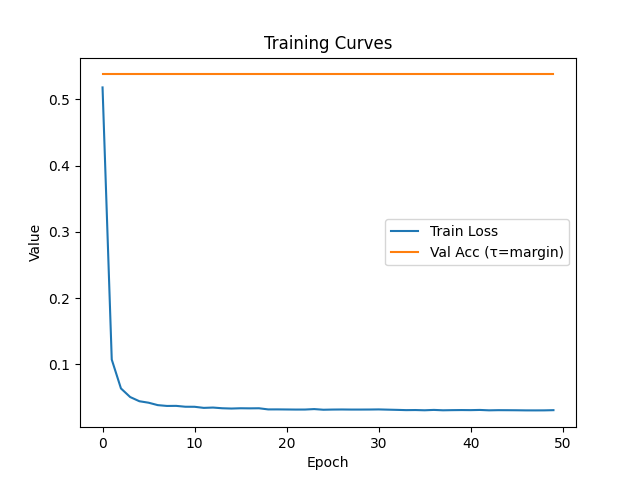 Training Curves
Value
0.5
0.4
0.3
0.2
0.1
Train Loss
Val Acc (τ=margin)
0 10 20 30 40 50
Epoch